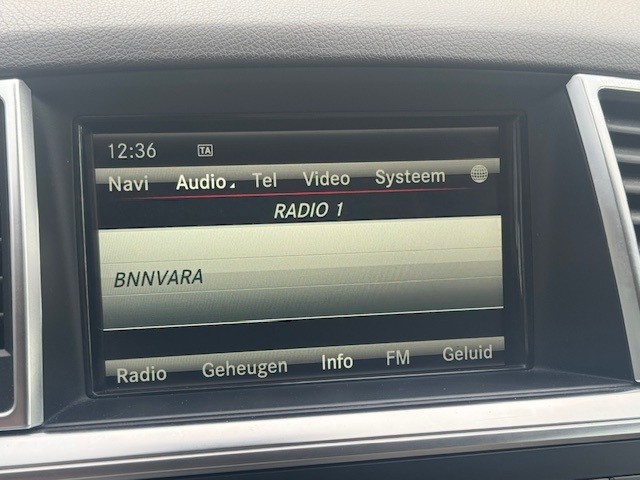 12:36 TA
Navi Audio Tel Video Systeem
RADIO 1
BNNVARA
Radio Geheugen Info FM Geluid